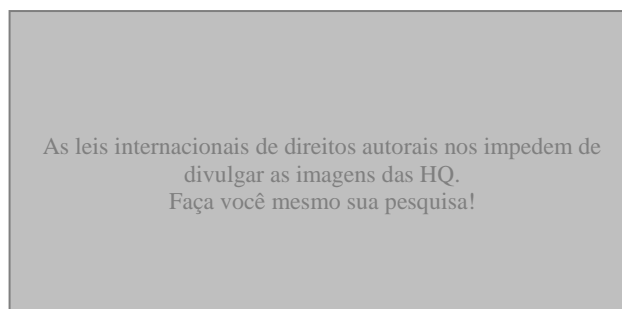 As leis internacionais de direitos autorais nos impedem de
divulgar as imagens das HQ.
Faça você mesmo sua pesquisa!